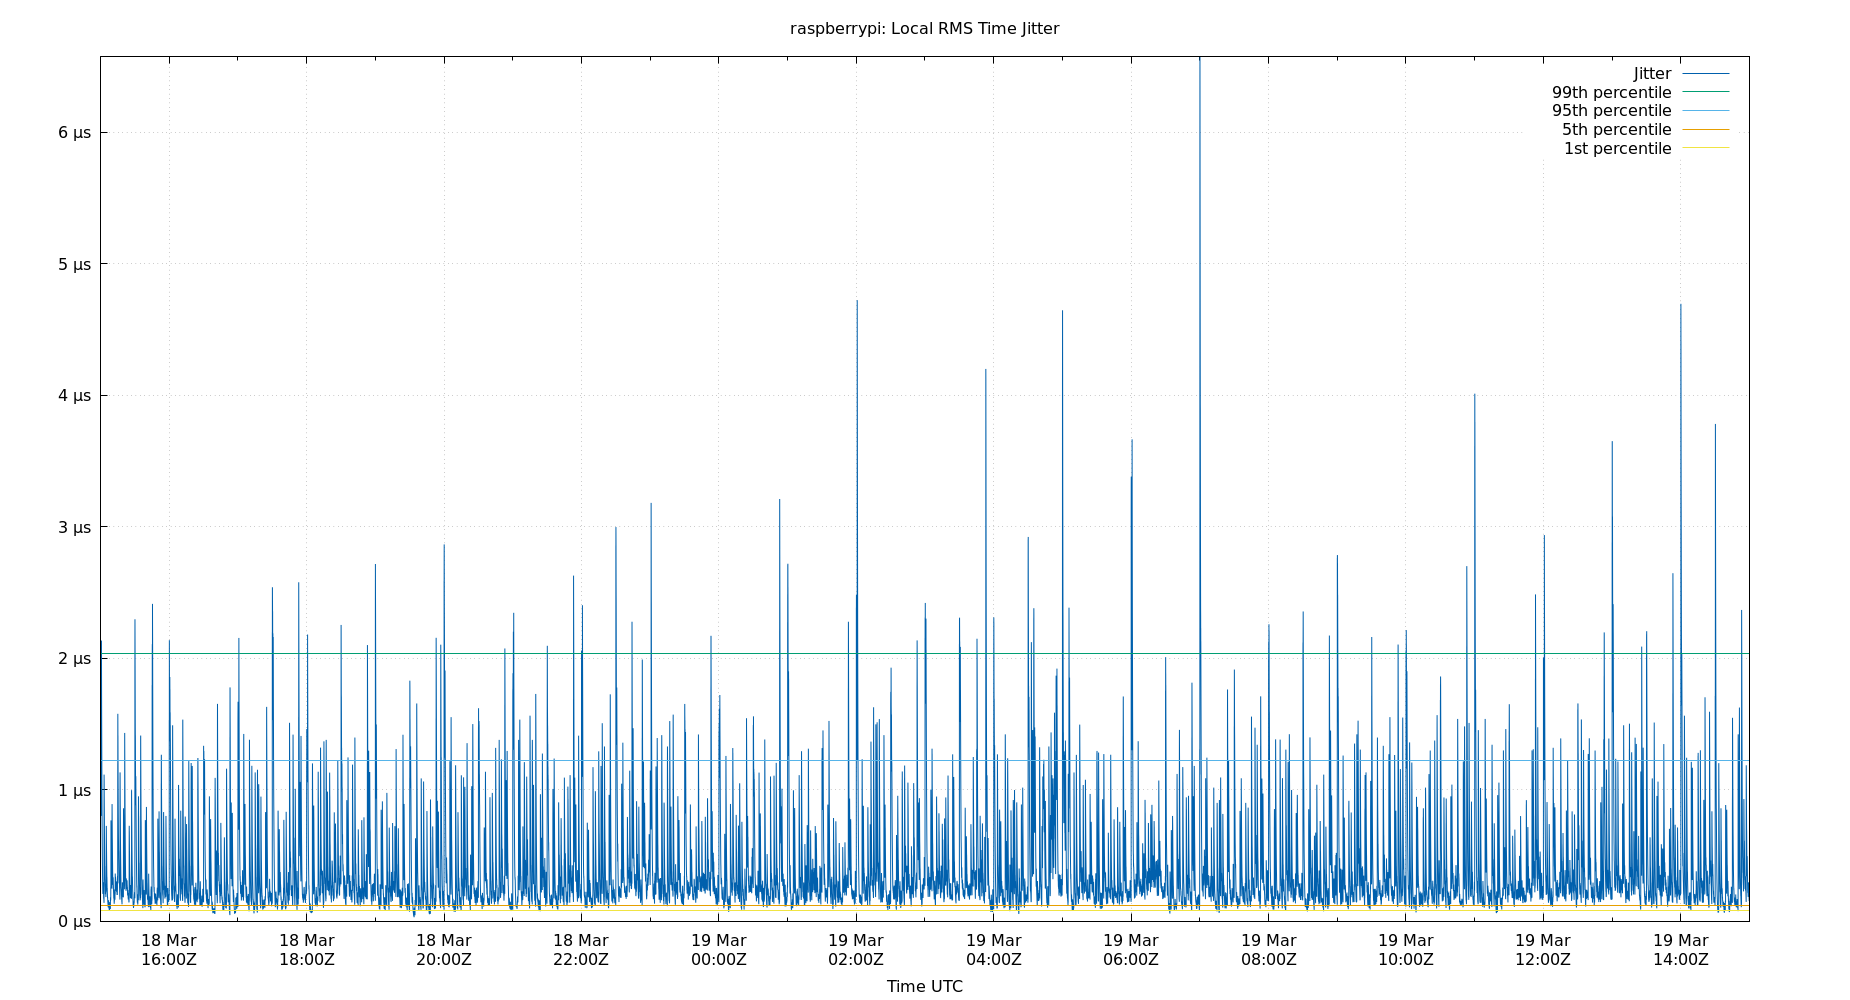 raspberrypi: Local RMS Time Jitter
Jitter
99th percentile
95th percentile
5th percentile
1st percentile
6 µs
5 µs
4 µs
3 µs
2 µs
1 µs
0 µs
18 Mar 18 Mar 18 Mar 18 Mar 19 Mar 19 Mar 19 Mar 19 Mar 19 Mar 19 Mar 19 Mar 19 Mar
16:00Z 18:00Z 20:00Z 22:00Z 00:00Z 02:00Z 04:00Z 06:00Z 08:00Z 10:00Z 12:00Z 14:00Z
Time UTC